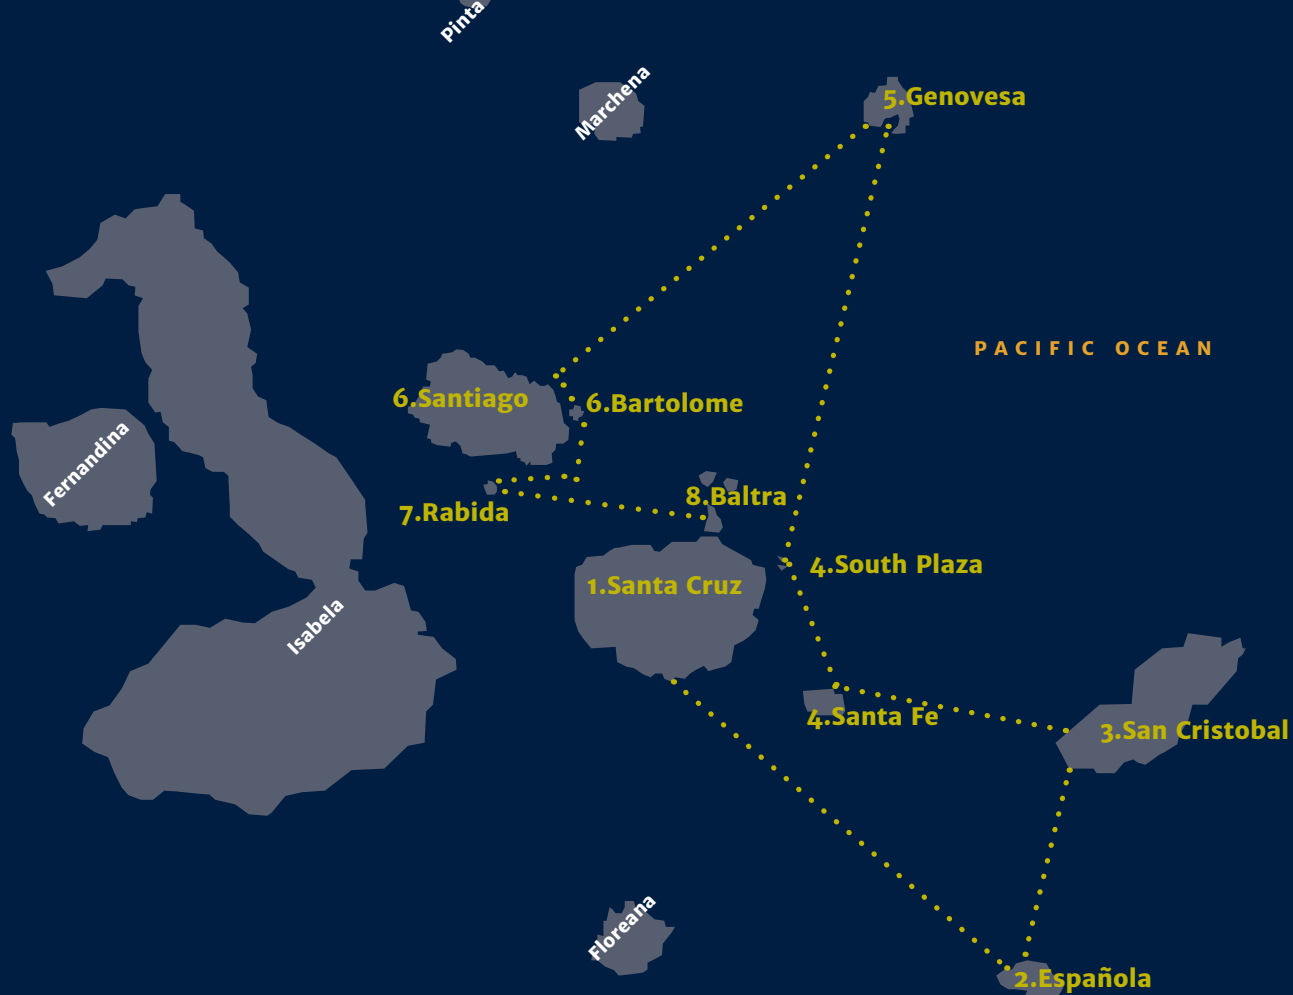 Pinta
Marchena
5.Genovesa
PACIFIC OCEAN
6.Santiago
6.Bartolome
Fernandina
8.Baltra
7.Rabida
4.South Plaza
1.Santa Cruz
Isabela
4.Santa Fe
3.San Cristobal
Floreana
2.Española